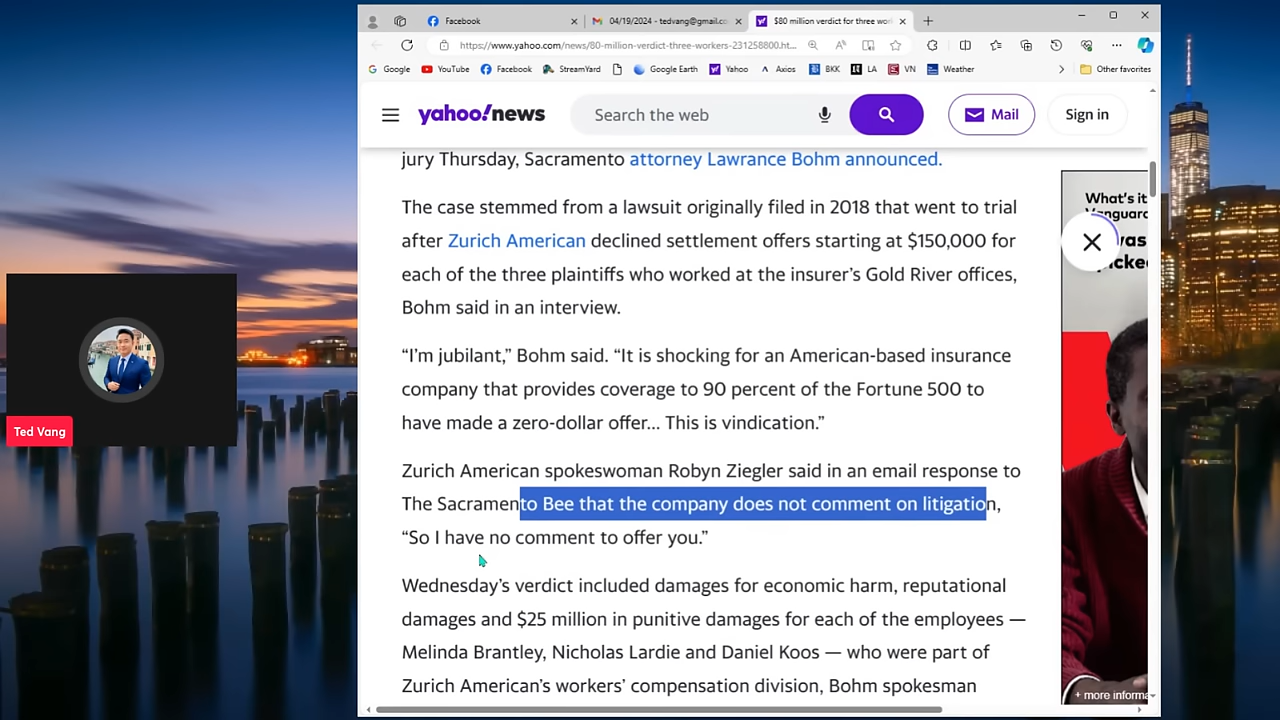 Facebook
04/19/2024 - tedvang@gmail.co
$80 million verdict for three wor
https://www.yahoo.com/news/80-million-verdict-three-workers-231258800.ht...
Google
YouTube
Facebook
StreamYard
Google Earth
Yahoo
Axios
BKK
LA
VN
Weather
Other favorites
yahoo!news
Search the web
Mail
Sign in
jury Thursday, Sacramento attorney Lawrance Bohm announced.
The case stemmed from a lawsuit originally filed in 2018 that went to trial
after Zurich American declined settlement offers starting at $150,000 for
each of the three plaintiffs who worked at the insurer’s Gold River offices,
Bohm said in an interview.
“I’m jubilant,” Bohm said. “It is shocking for an American-based insurance
company that provides coverage to 90 percent of the Fortune 500 to
have made a zero-dollar offer... This is vindication.”
Zurich American spokeswoman Robyn Ziegler said in an email response to
The Sacramento Bee that the company does not comment on litigation,
“So I have no comment to offer you.”
Wednesday’s verdict included damages for economic harm, reputational
damages and $25 million in punitive damages for each of the employees —
Melinda Brantley, Nicholas Lardie and Daniel Koos — who were part of
Zurich American’s workers’ compensation division, Bohm spokesman
What's it
Vanguard
was
picked
+ more informa
Ted Vang